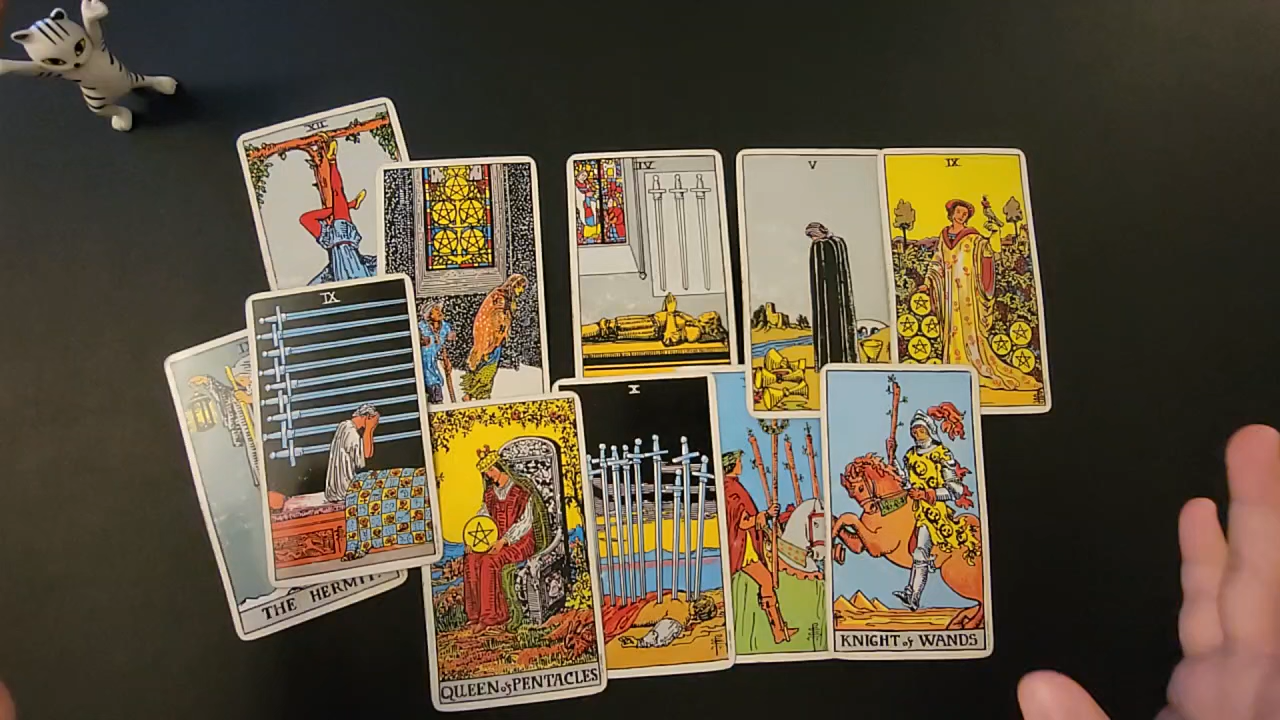 XII
IV
V
IX
IX
X
THE HERMIT.
QUEEN of PENTACLES
KNIGHT of WANDS